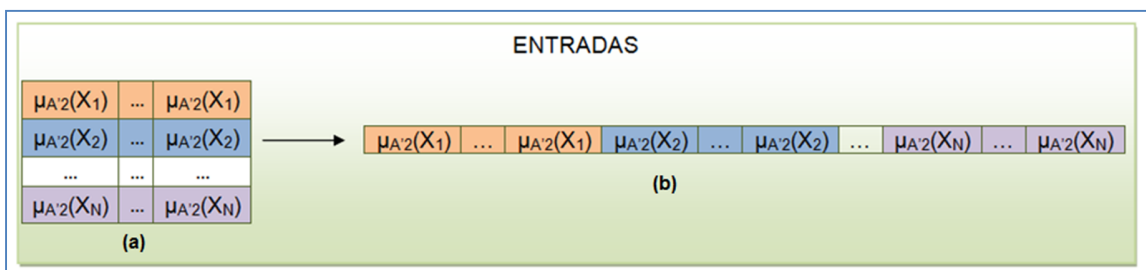 ENTRADAS
μA'2(X1) ... μA'2(X1)
μA'2(X2) ... μA'2(X2)
... ... ...
μA'2(XN) ... μA'2(XN)
(a)
μA'2(X1) ... μA'2(X1) μA'2(X2) ... μA'2(X2) ... μA'2(XN) ... μA'2(XN)
(b)